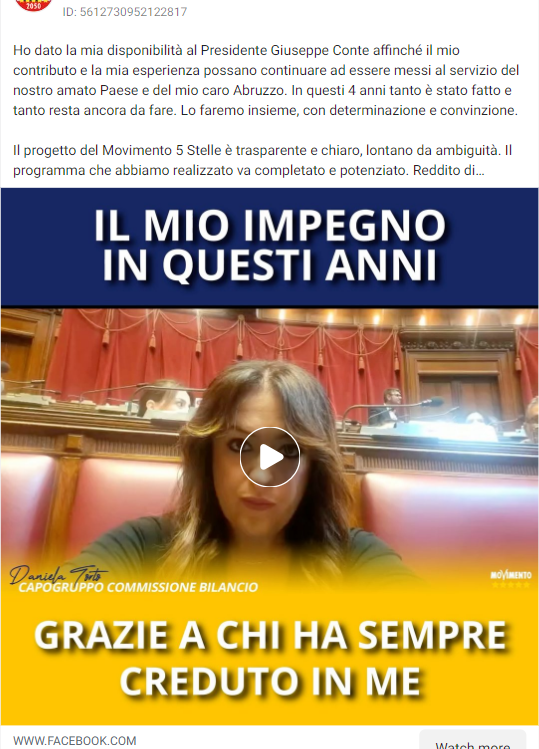 2050
ID: 5612730952122817
Ho dato la mia disponibilità al Presidente Giuseppe Conte affinché il mio
contributo e la mia esperienza possano continuare ad essere messi al servizio del
nostro amato Paese e del mio caro Abruzzo. In questi 4 anni tanto è stato fatto e
tanto resta ancora da fare. Lo faremo insieme, con determinazione e convinzione.
Il progetto del Movimento 5 Stelle è trasparente e chiaro, lontano da ambiguità. Il
programma che abbiamo realizzato va completato e potenziato. Reddito di...
IL MIO IMPEGNO
IN QUESTI ANNI
Daniela Torto
CAPOGRUPPO COMMISSIONE BILANCIO
MOVIMENTO
GRAZIE A CHI HA SEMPRE
CREDUTO IN ME
WWW.FACEBOOK.COM
Watch more